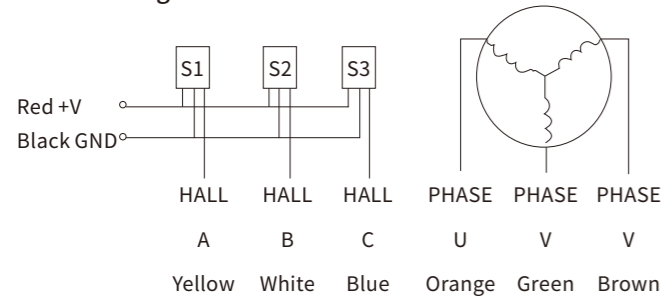 S1 S2 S3
Red +V
Black GND
HALL HALL HALL PHASE PHASE PHASE
A B C U V V
Yellow White Blue Orange Green Brown